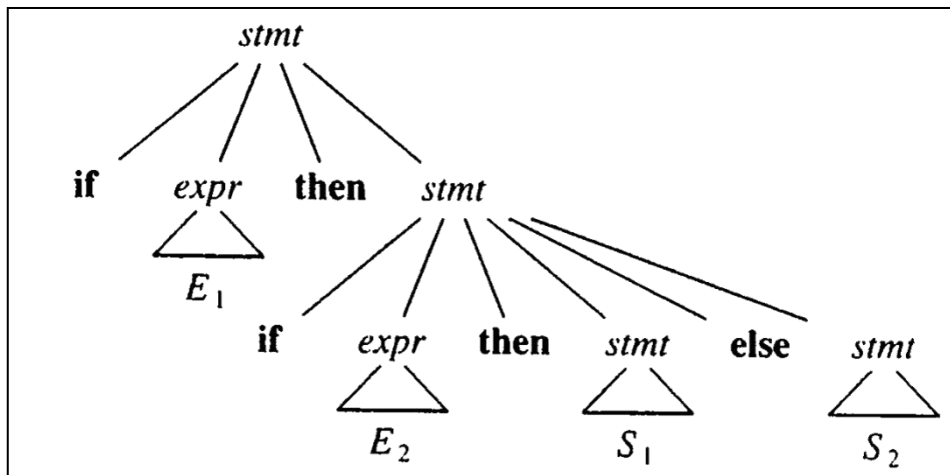 stmt
if expr then stmt
E₁
if expr then stmt else stmt
E₂ S₁ S₂